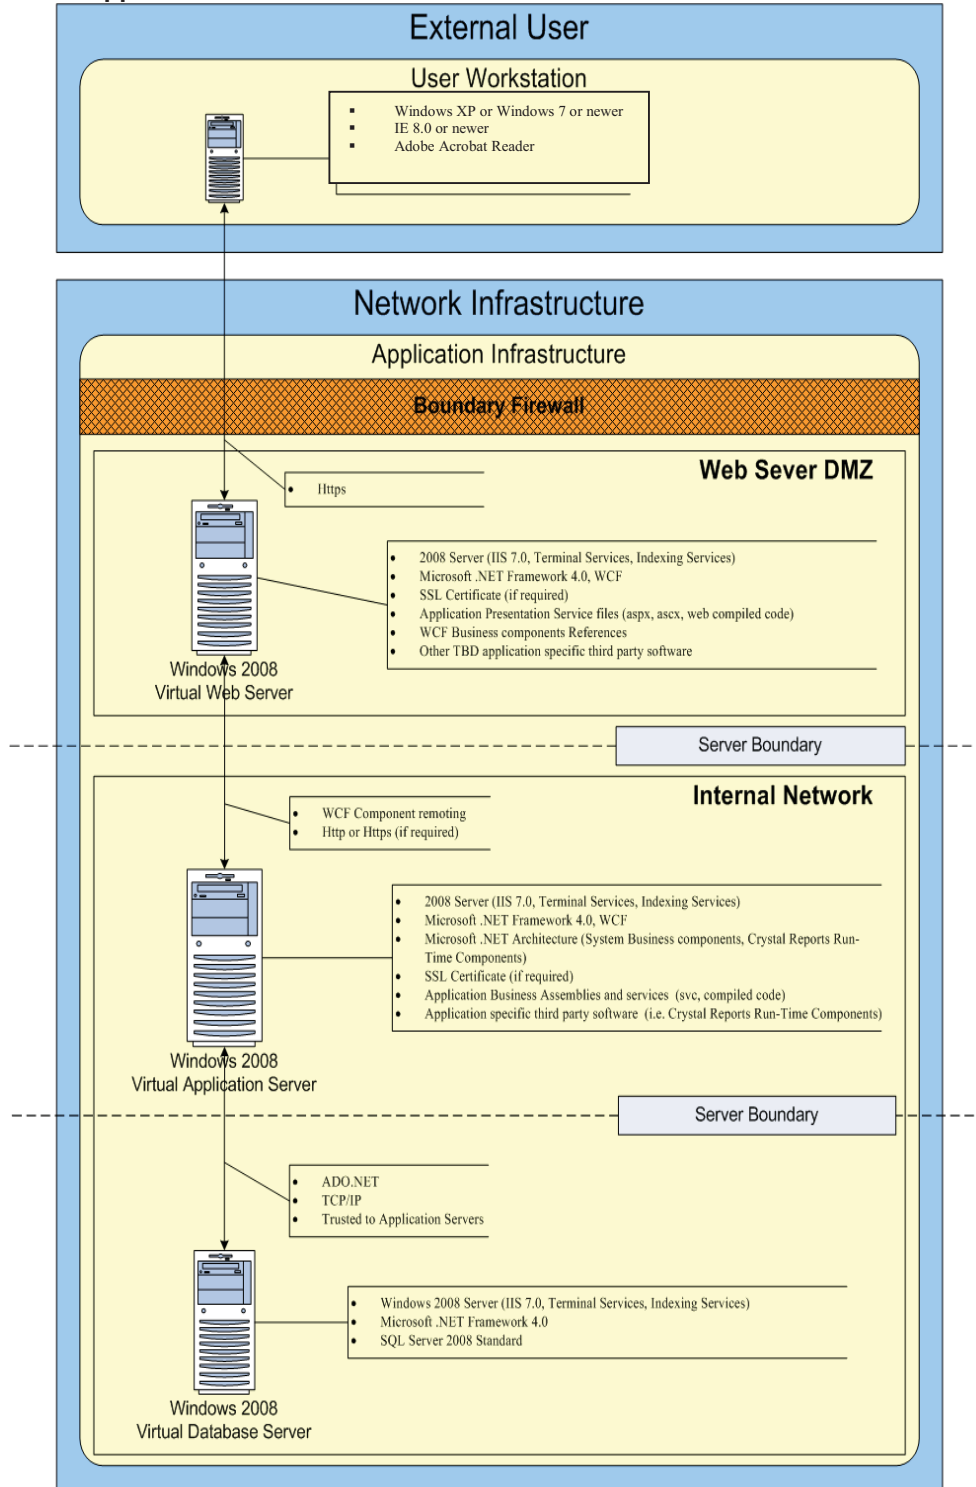 External User
User Workstation
▪ Windows XP or Windows 7 or newer
▪ IE 8.0 or newer
▪ Adobe Acrobat Reader
Network Infrastructure
Application Infrastructure
Boundary Firewall
Web Sever DMZ
• Https
• 2008 Server (IIS 7.0, Terminal Services, Indexing Services)
• Microsoft .NET Framework 4.0, WCF
• SSL Certificate (if required)
• Application Presentation Service files (aspx, ascx, web compiled code)
• WCF Business components References
• Other TBD application specific third party software
Windows 2008
Virtual Web Server
Server Boundary
Internal Network
• WCF Component remoting
• Http or Https (if required)
• 2008 Server (IIS 7.0, Terminal Services, Indexing Services)
• Microsoft .NET Framework 4.0, WCF
• Microsoft .NET Architecture (System Business components, Crystal Reports Run-
Time Components)
• SSL Certificate (if required)
• Application Business Assemblies and services (svc, compiled code)
• Application specific third party software (i.e. Crystal Reports Run-Time Components)
Windows 2008
Virtual Application Server
Server Boundary
• ADO.NET
• TCP/IP
• Trusted to Application Servers
• Windows 2008 Server (IIS 7.0, Terminal Services, Indexing Services)
• Microsoft .NET Framework 4.0
• SQL Server 2008 Standard
Windows 2008
Virtual Database Server